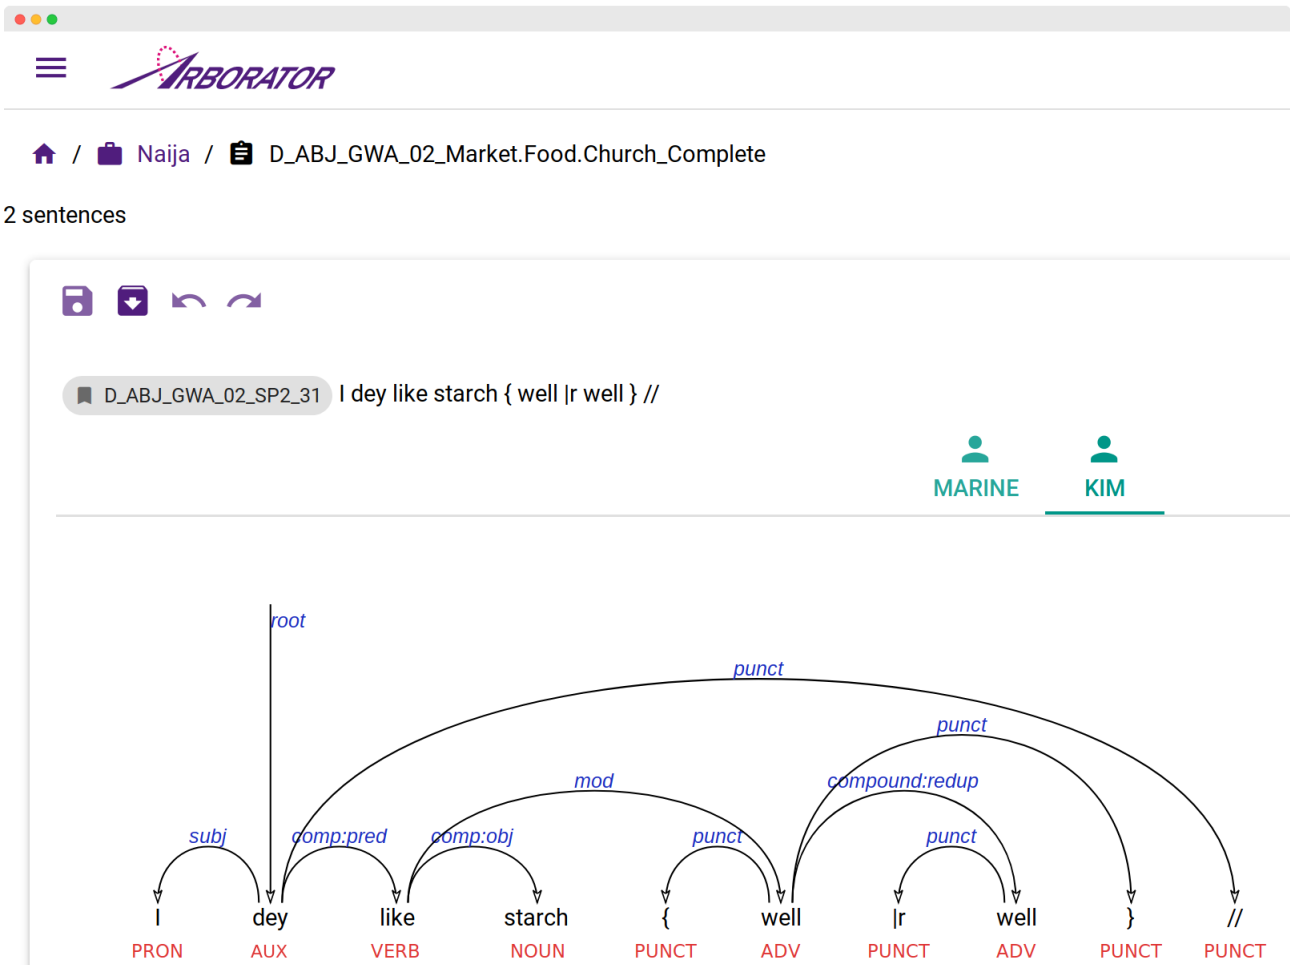 ARBORATOR
/ Naija / D_ABJ_GWA_02_Market.Food.Church_Complete
2 sentences
D_ABJ_GWA_02_SP2_31 I dey like starch { well |r well } //
MARINE KIM
root
punct
punct
mod compound:redup
subj comp:pred comp:obj punct punct
I dey like starch { well |r well } //
PRON AUX VERB NOUN PUNCT ADV PUNCT ADV PUNCT PUNCT